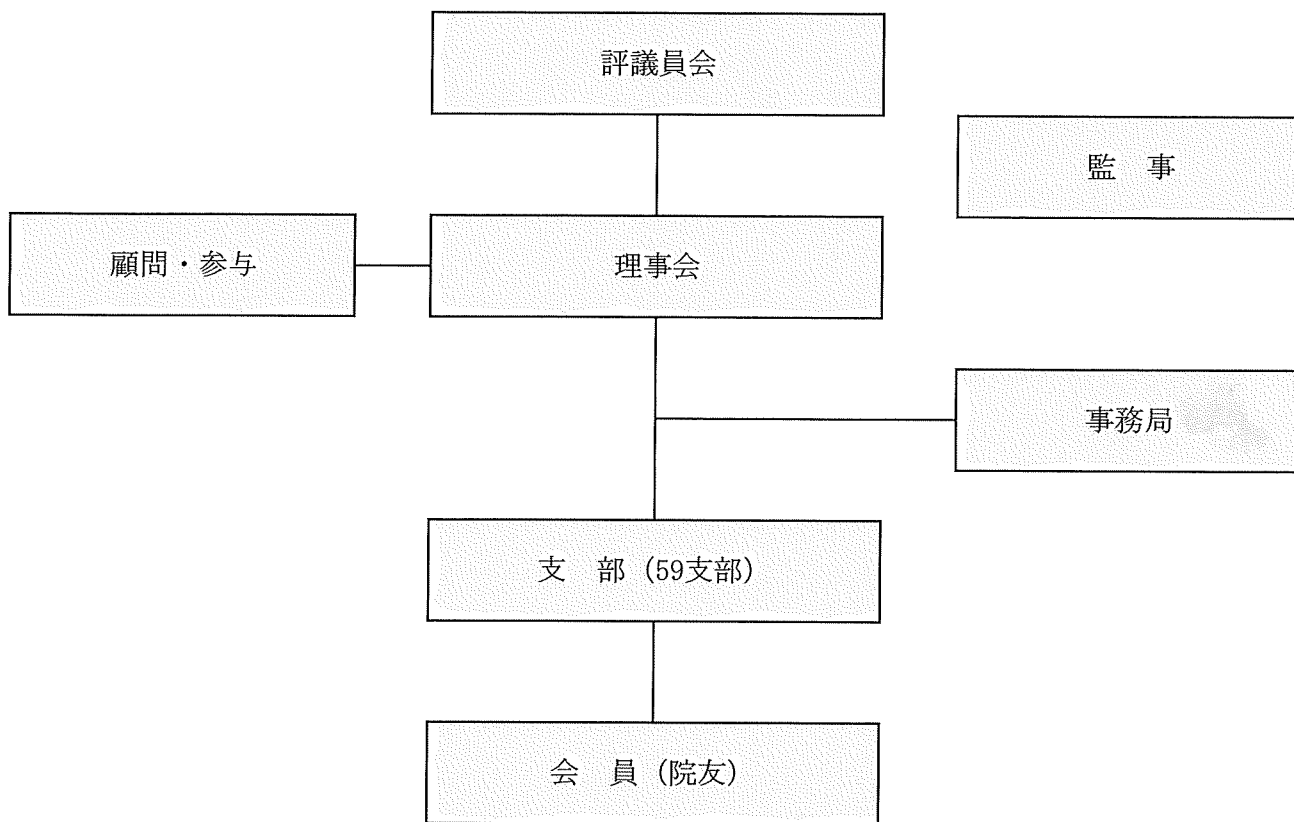 評議員会
監　事
顧問・参与
理事会
事務局
支　部 (59支部)
会　員 (院友)